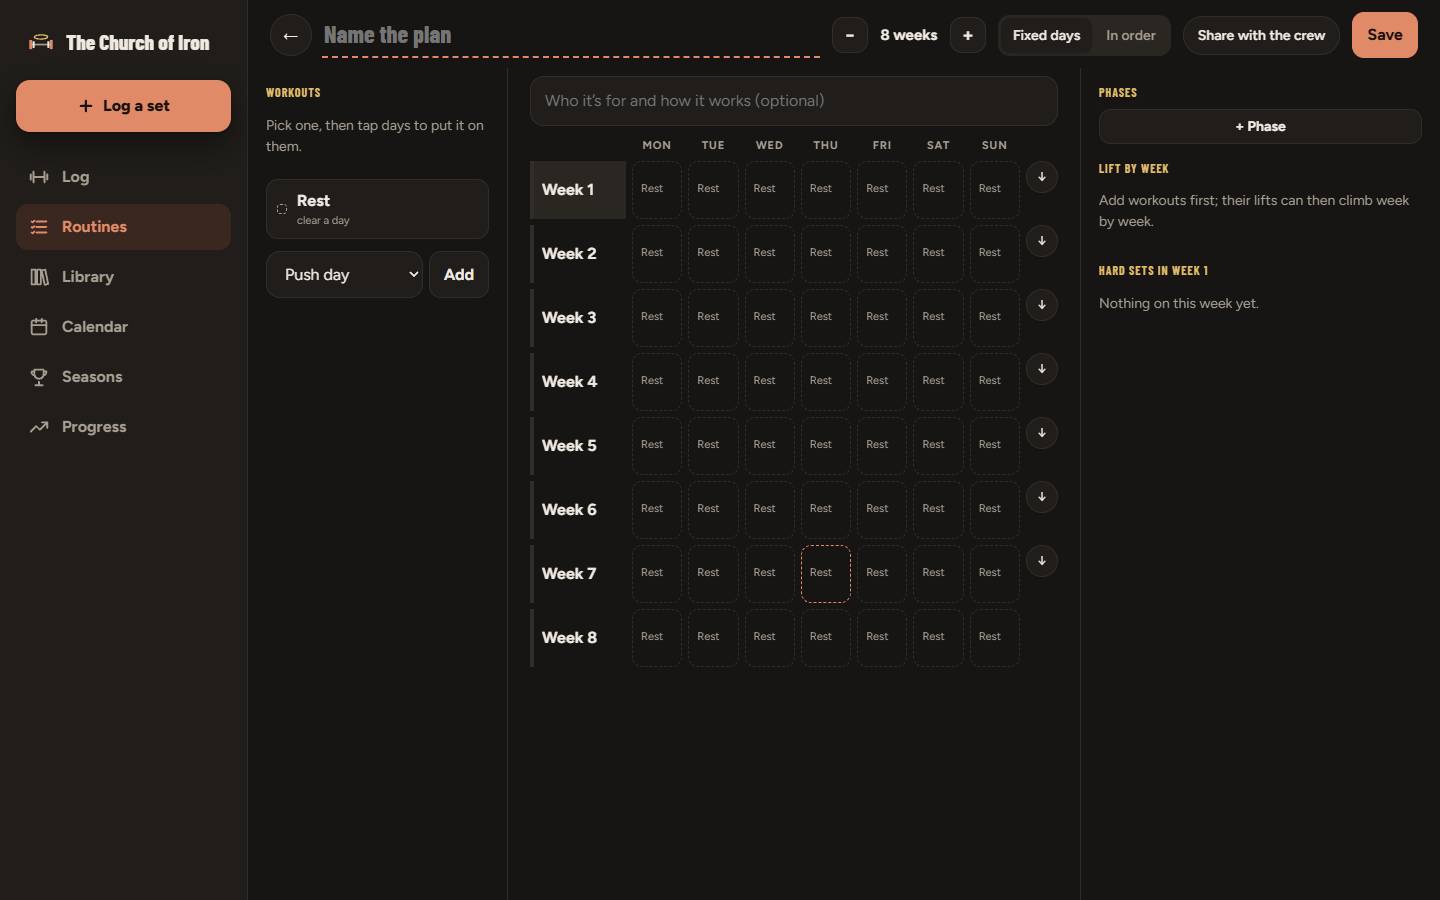 The Church of Iron
Log a set
Log
Routines
Library
Calendar
Seasons
Progress
← Name the plan
- 8 weeks +
Fixed days In order
Share with the crew
Save
WORKOUTS
Pick one, then tap days to put it on
them.
Rest
clear a day
Push day Add
Who it's for and how it works (optional)
MON TUE WED THU FRI SAT SUN
Week 1 Rest Rest Rest Rest Rest Rest Rest
Week 2 Rest Rest Rest Rest Rest Rest Rest
Week 3 Rest Rest Rest Rest Rest Rest Rest
Week 4 Rest Rest Rest Rest Rest Rest Rest
Week 5 Rest Rest Rest Rest Rest Rest Rest
Week 6 Rest Rest Rest Rest Rest Rest Rest
Week 7 Rest Rest Rest Rest Rest Rest Rest
Week 8 Rest Rest Rest Rest Rest Rest Rest
PHASES
+ Phase
LIFT BY WEEK
Add workouts first; their lifts can then climb week
by week.
HARD SETS IN WEEK 1
Nothing on this week yet.